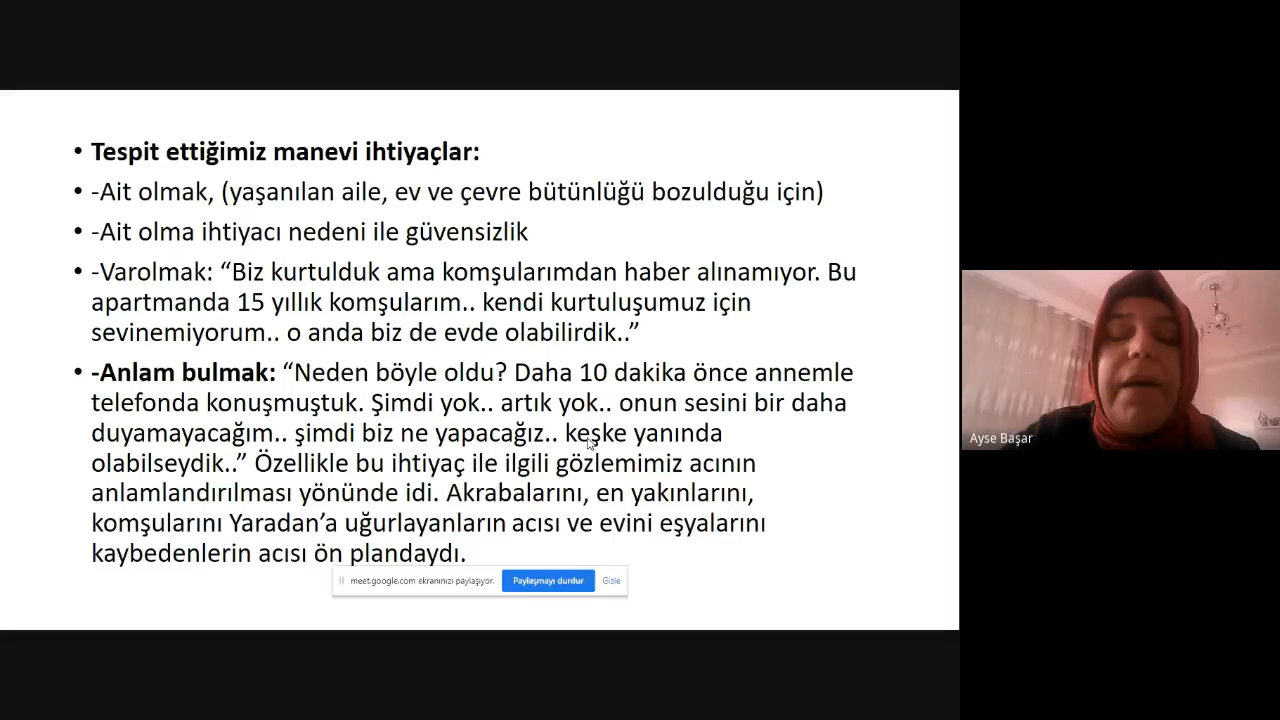 • Tespit ettiğimiz manevi ihtiyaçlar:
• -Ait olmak, (yaşanılan aile, ev ve çevre bütünlüğü bozulduğu için)
• -Ait olma ihtiyacı nedeni ile güvensizlik
• -Varolmak: “Biz kurtulduk ama komşularımdan haber alınamıyor. Bu
apartmanda 15 yıllık komşularım.. kendi kurtuluşumuz için
sevinemiyorum.. o anda biz de evde olabilirdik..”
• -Anlam bulmak: “Neden böyle oldu? Daha 10 dakika önce annemle
telefonda konuşmuştuk. Şimdi yok.. artık yok.. onun sesini bir daha
duyamayacağım.. şimdi biz ne yapacağız.. keşke yanında
olabilseydik..” Özellikle bu ihtiyaç ile ilgili gözlemimiz acının
anlamlandırılması yönünde idi. Akrabalarını, en yakınlarını,
komşularını Yaradan’a uğurlayanların acısı ve evini eşyalarını
kaybedenlerin acısı ön plandaydı.
meet.google.com ekranınızı paylaşıyor. Paylaşmayı durdur Gizle
Ayse Başar